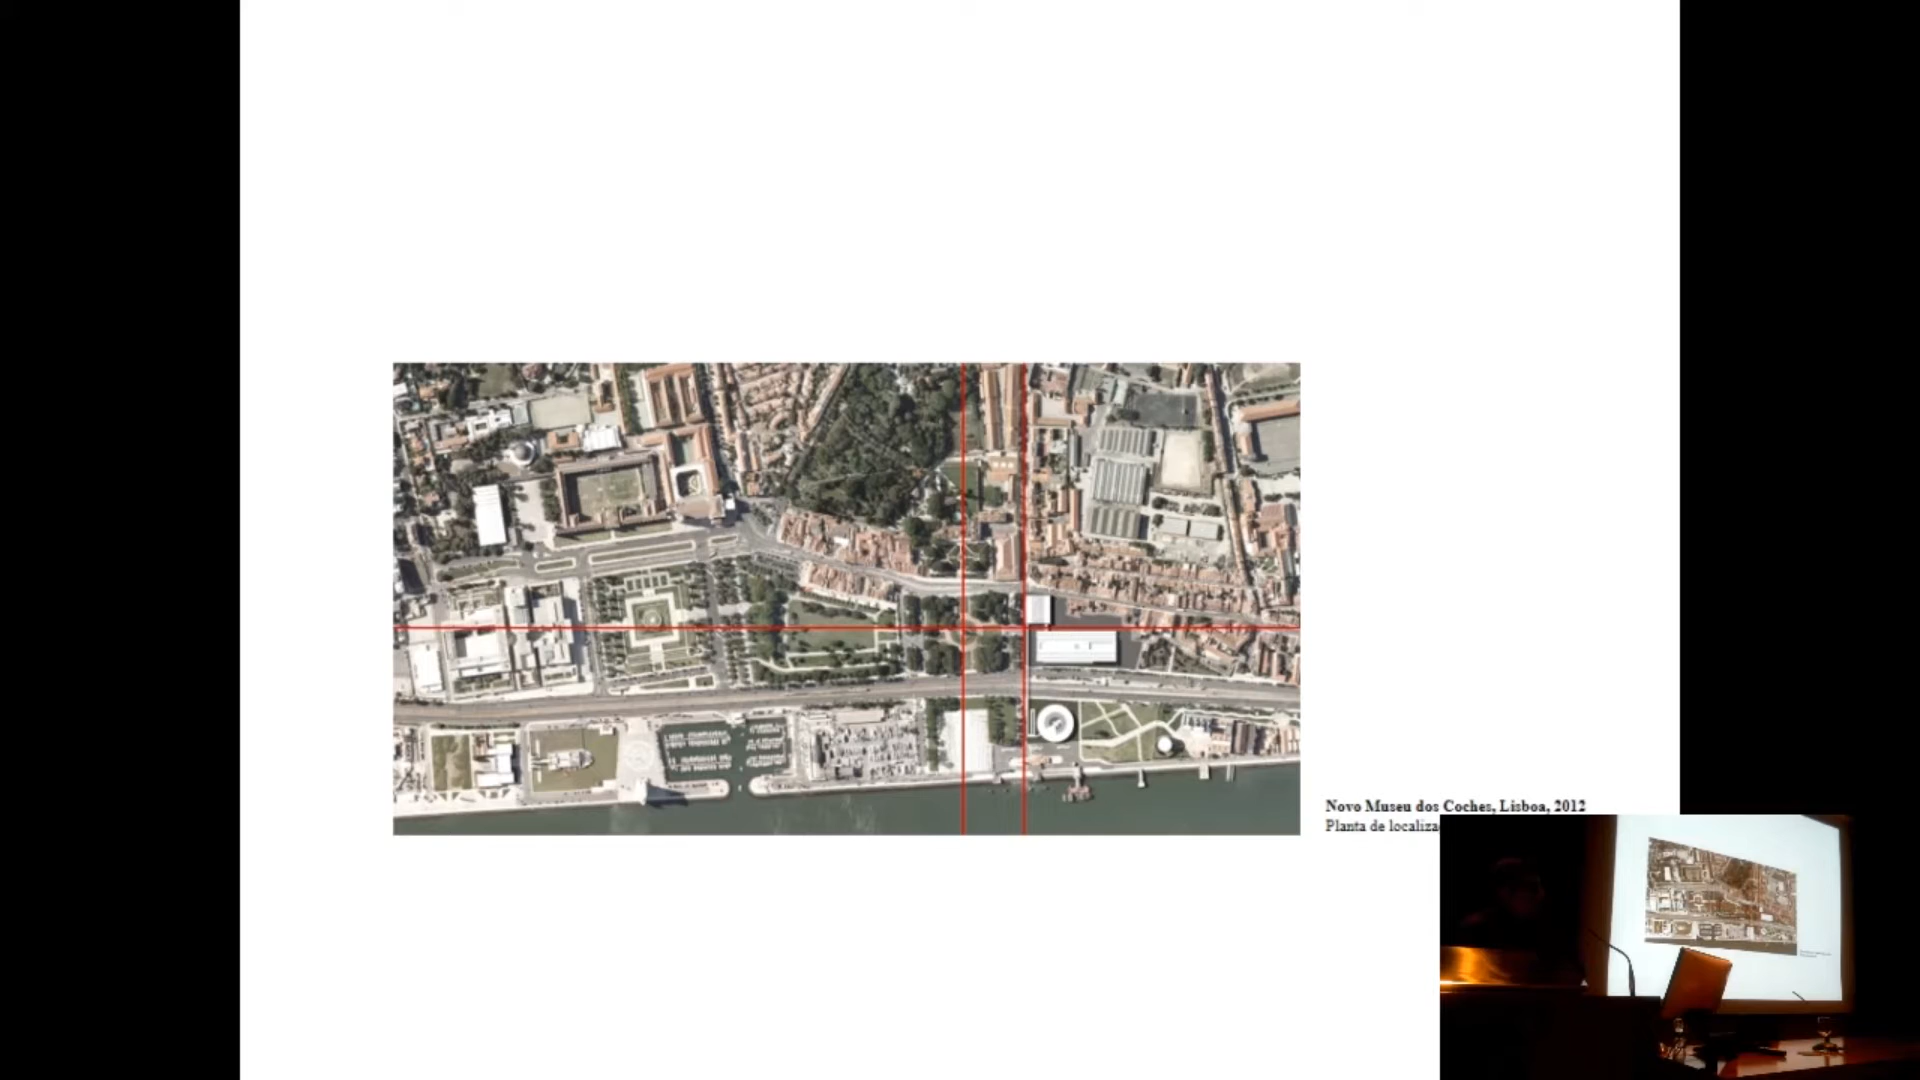 Novo Museu dos Coches, Lisboa, 2012
Planta de localiza